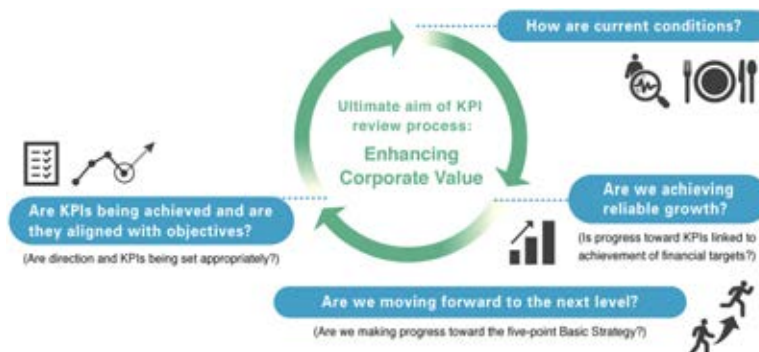 How are current conditions?
Ultimate aim of KPI
review process:
Enhancing
Corporate Value
Are we achieving
reliable growth?
(Is progress toward KPIs linked to
achievement of financial targets?)
Are KPIs being achieved and are
they aligned with objectives?
(Are direction and KPIs being set appropriately?)
Are we moving forward to the next level?
(Are we making progress toward the five-point Basic Strategy?)